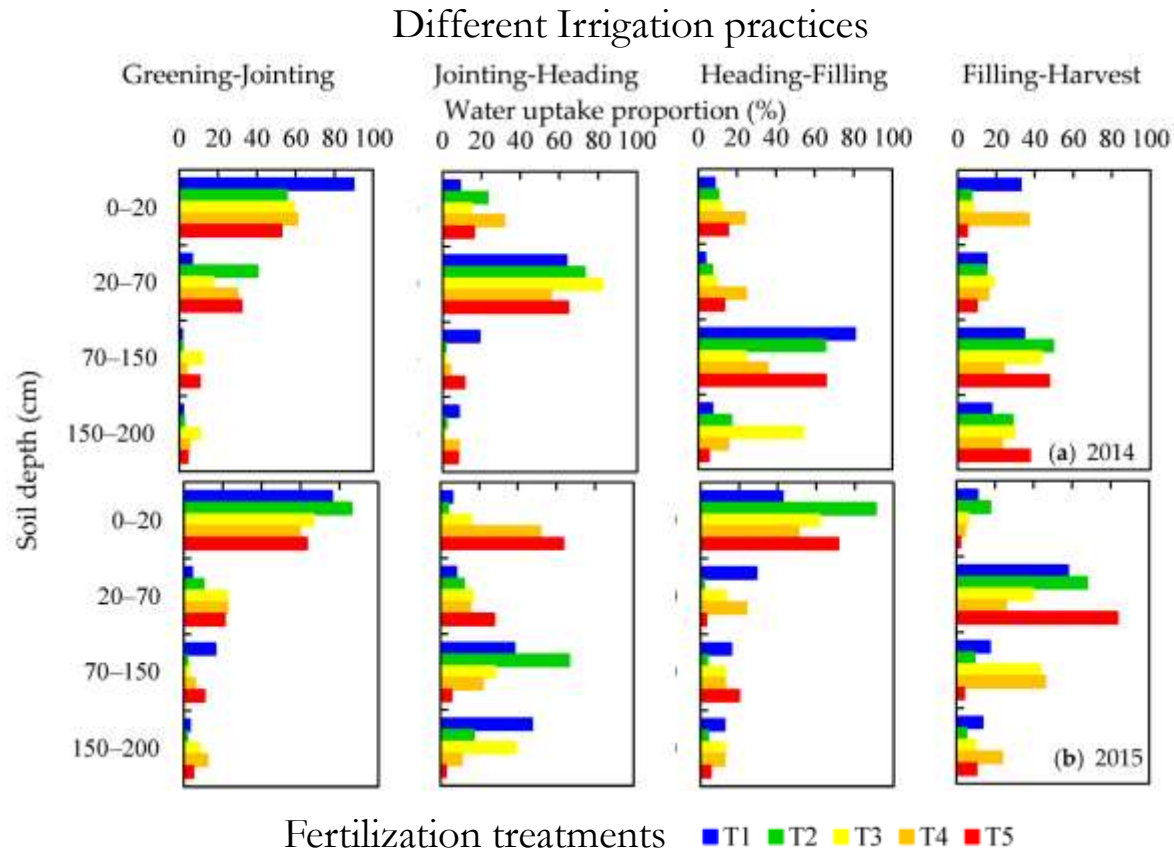 Different Irrigation practices
Greening-Jointing Jointing-Heading Heading-Filling Filling-Harvest
Water uptake proportion (%)
0 20 40 60 80 100 0 20 40 60 80 100 0 20 40 60 80 100 0 20 40 60 80 100
Soil depth (cm)
0–20
20–70
70–150
150–200
(a) 2014
0–20
20–70
70–150
150–200
(b) 2015
Fertilization treatments T1 T2 T3 T4 T5